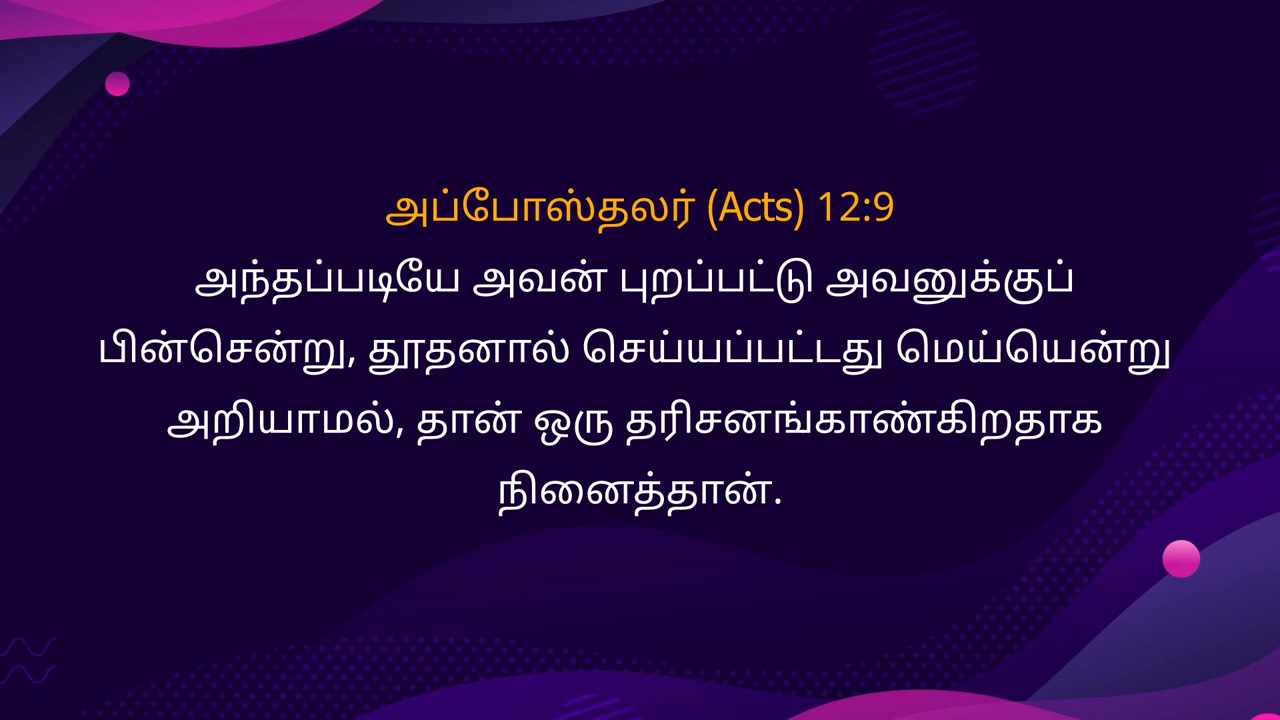 அப்போஸ்தலர் (Acts) 12:9
அந்தப்படியே அவன் புறப்பட்டு அவனுக்குப்
பின்சென்று, தூதனால் செய்யப்பட்டது மெய்யென்று
அறியாமல், தான் ஒரு தரிசனங்காண்கிறதாக
நினைத்தான்.